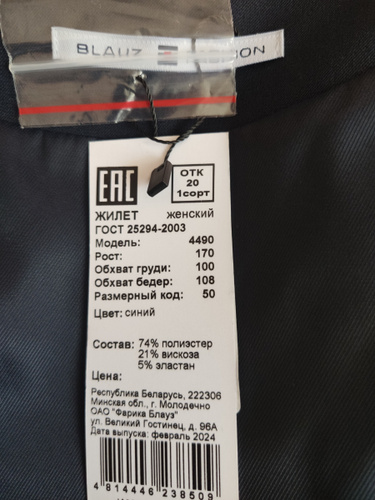 BLAUZ
EAC
ОТК
20
1сорт
ЖИЛЕТ женский
ГОСТ 25294-2003
Модель: 4490
Рост: 170
Обхват груди: 100
Обхват бедер: 108
Размерный код: 50
Цвет: синий
Состав: 74% полиэстер
21% вискоза
5% эластан
Цена:
Республика Беларусь, 222306
Минская обл., г. Молодечно
ОАО "Фарика Блауз"
ул. Великий Гостинец, д. 96А
Дата выпуска: февраль 2024
4 814446 238509